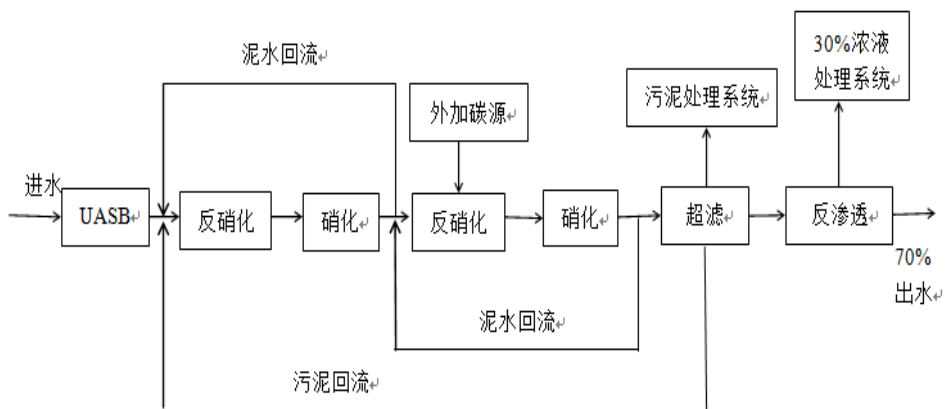 泥水回流
外加碳源
污泥处理系统
30%浓液
处理系统
进水
UASB
反硝化
硝化
反硝化
硝化
超滤
反渗透
70%
出水
泥水回流
污泥回流